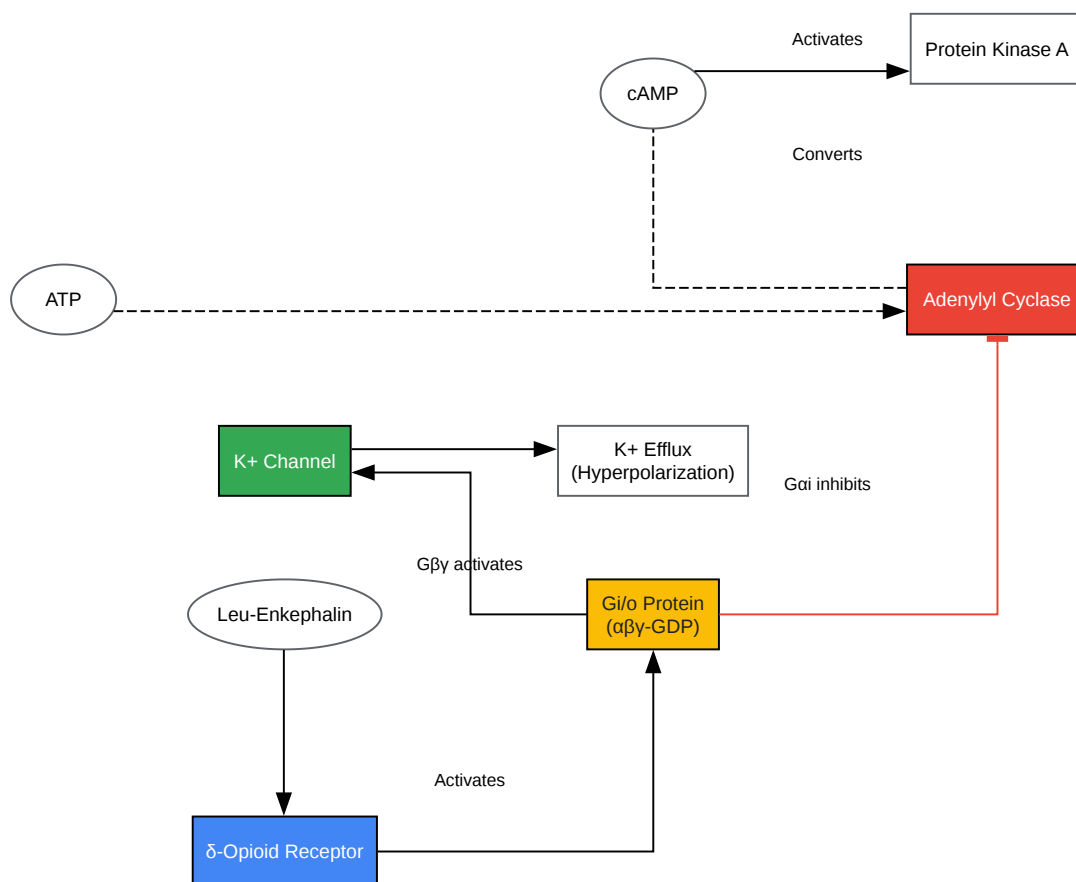 Activates
Protein Kinase A
cAMP
Converts
ATP
Adenylyl Cyclase
K+ Channel
K+ Efflux
(Hyperpolarization)
Gαi inhibits
Gβγ activates
Leu-Enkephalin
Gi/o Protein
(αβγ-GDP)
Activates
δ-Opioid Receptor